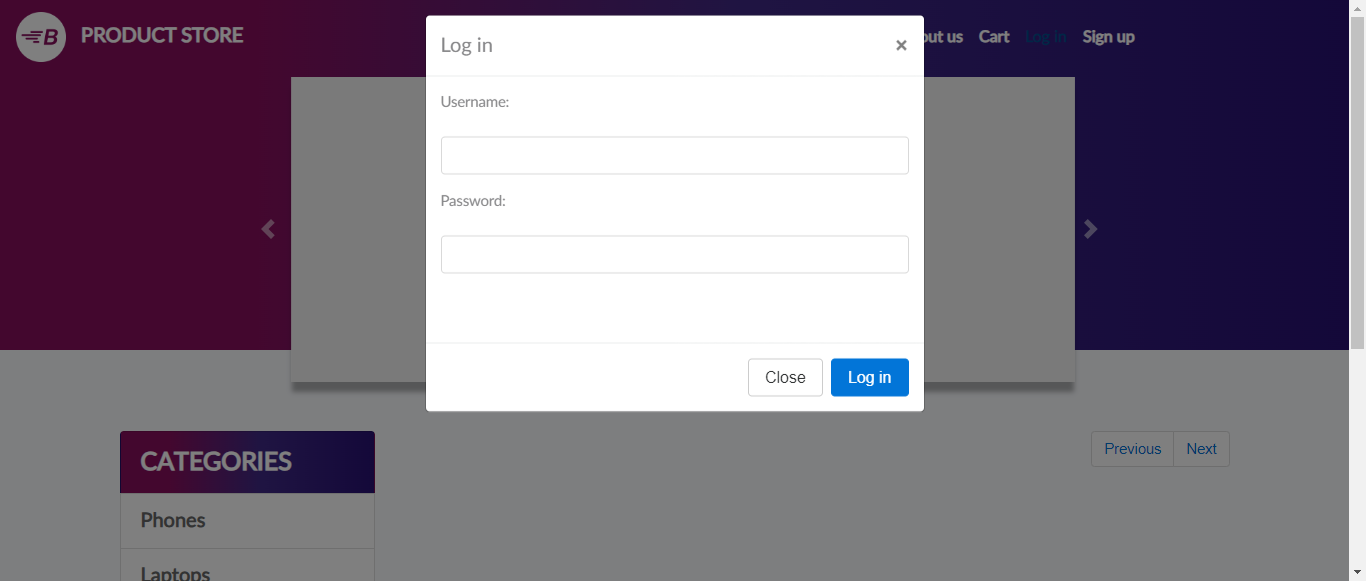 B PRODUCT STORE
out us Cart Log in Sign up
Log in ×
Username:
Password:
Close Log in
CATEGORIES
Previous Next
Phones
Laptops